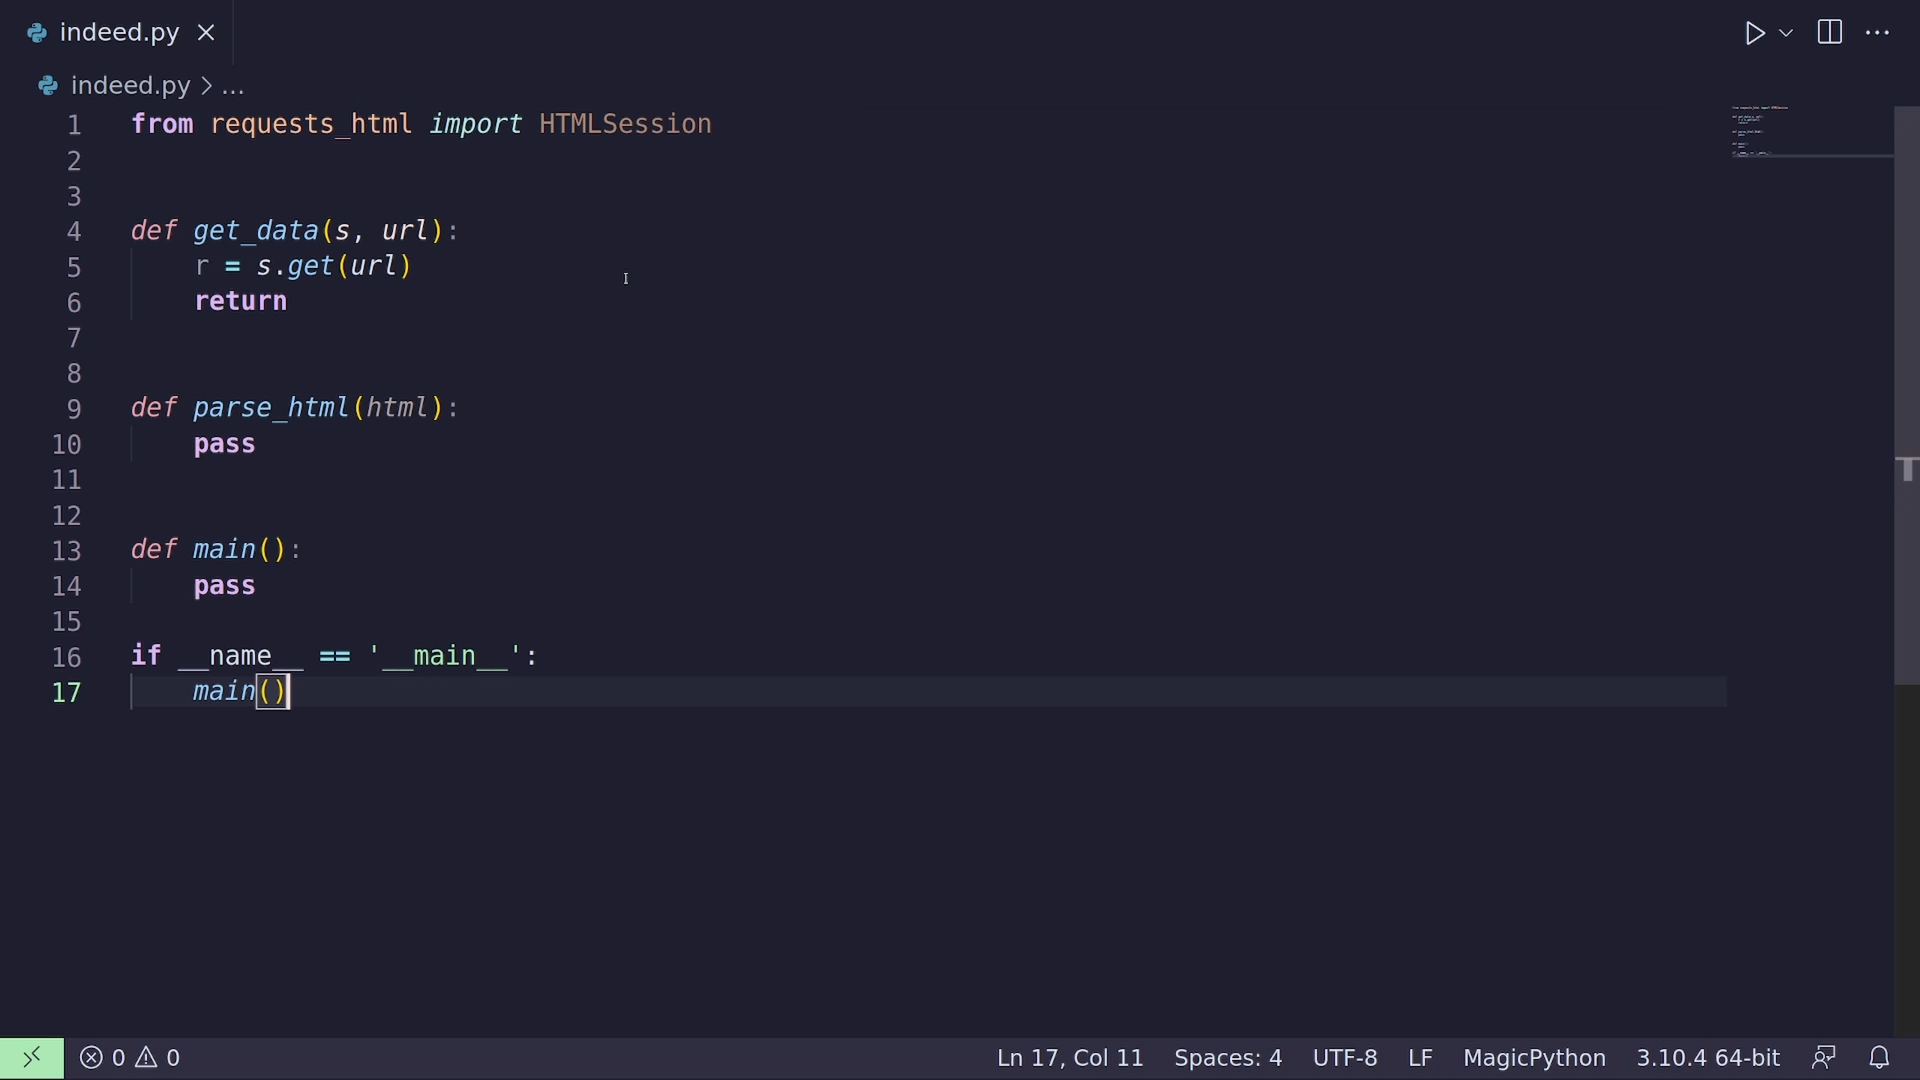 indeed.py
indeed.py > ...
1 from requests_html import HTMLSession
2
3
4 def get_data(s, url):
5     r = s.get(url)
6     return
7
8
9 def parse_html(html):
10     pass
11
12
13 def main():
14     pass
15
16 if __name__ == '__main__':
17     main()
0 0 Ln 17, Col 11 Spaces: 4 UTF-8 LF MagicPython 3.10.4 64-bit